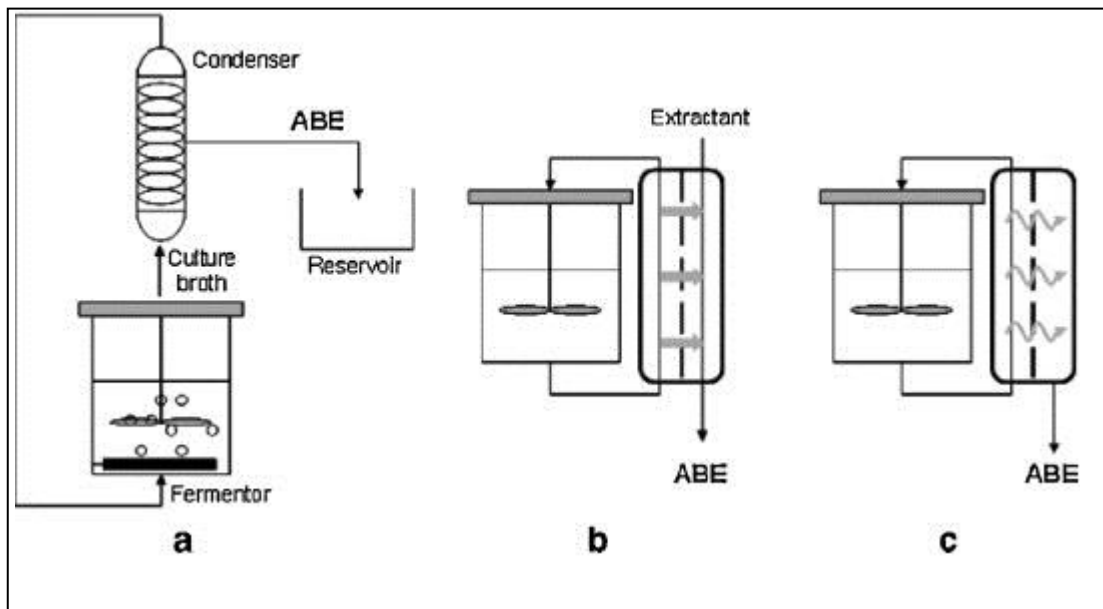 Condenser
ABE
Culture
broth
Reservoir
Fermentor
a
Extractant
ABE
b
ABE
c